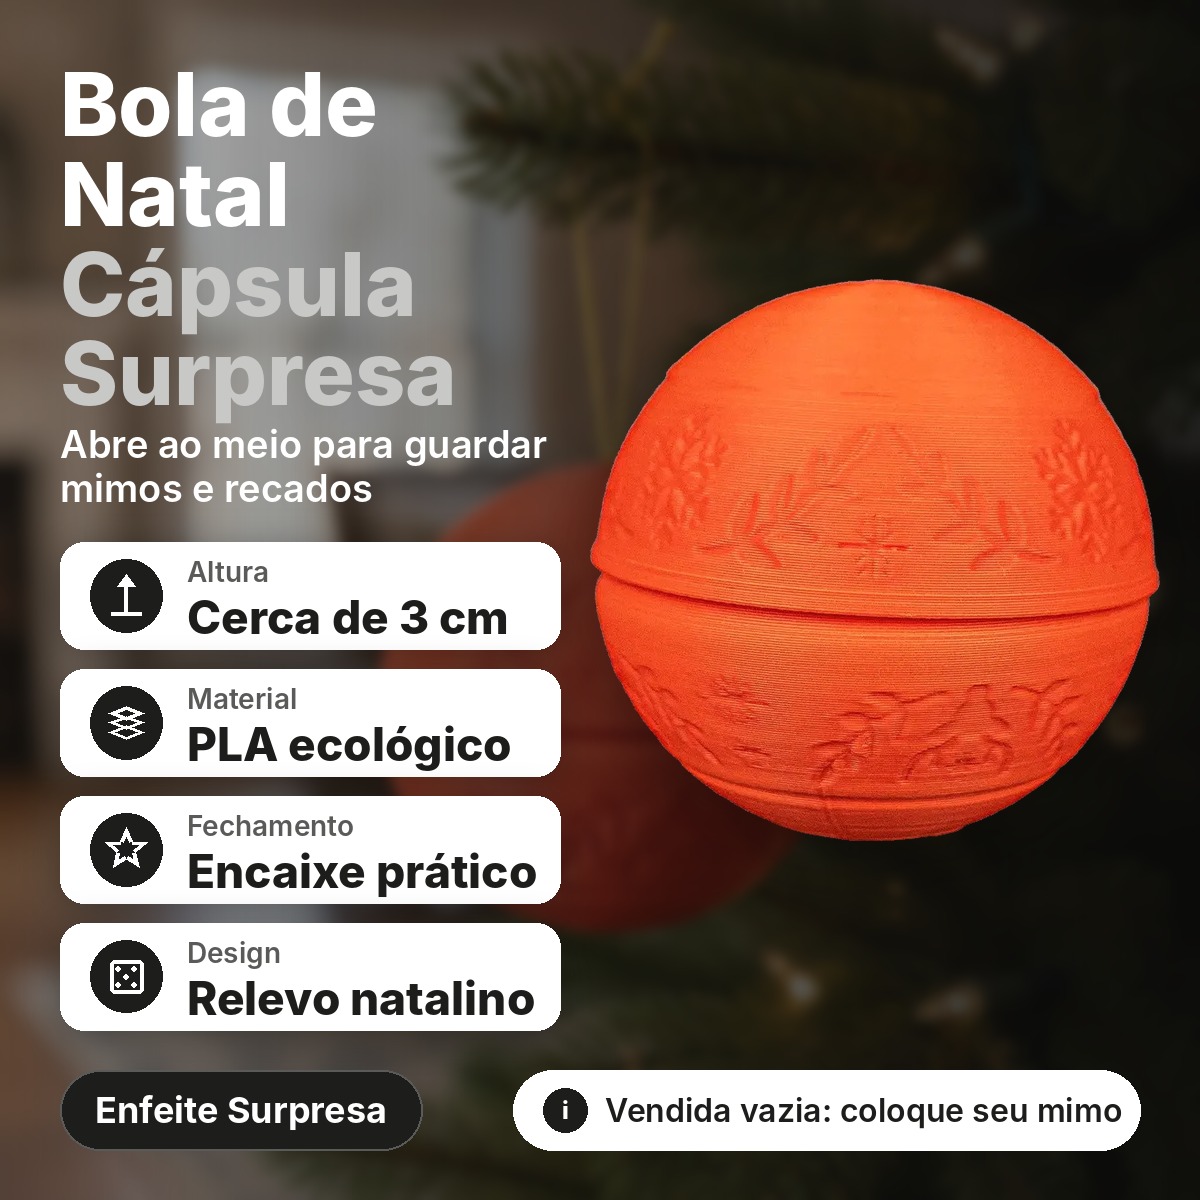 Bola de
Natal
Cápsula
Surpresa
Abre ao meio para guardar
mimos e recados
Altura
Cerca de 3 cm
Material
PLA ecológico
Fechamento
Encaixe prático
Design
Relevo natalino
Enfeite Surpresa
i Vendida vazia: coloque seu mimo